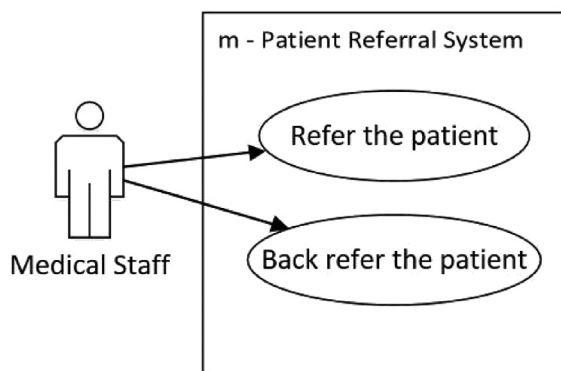 m - Patient Referral System
Refer the patient
Back refer the patient
Medical Staff